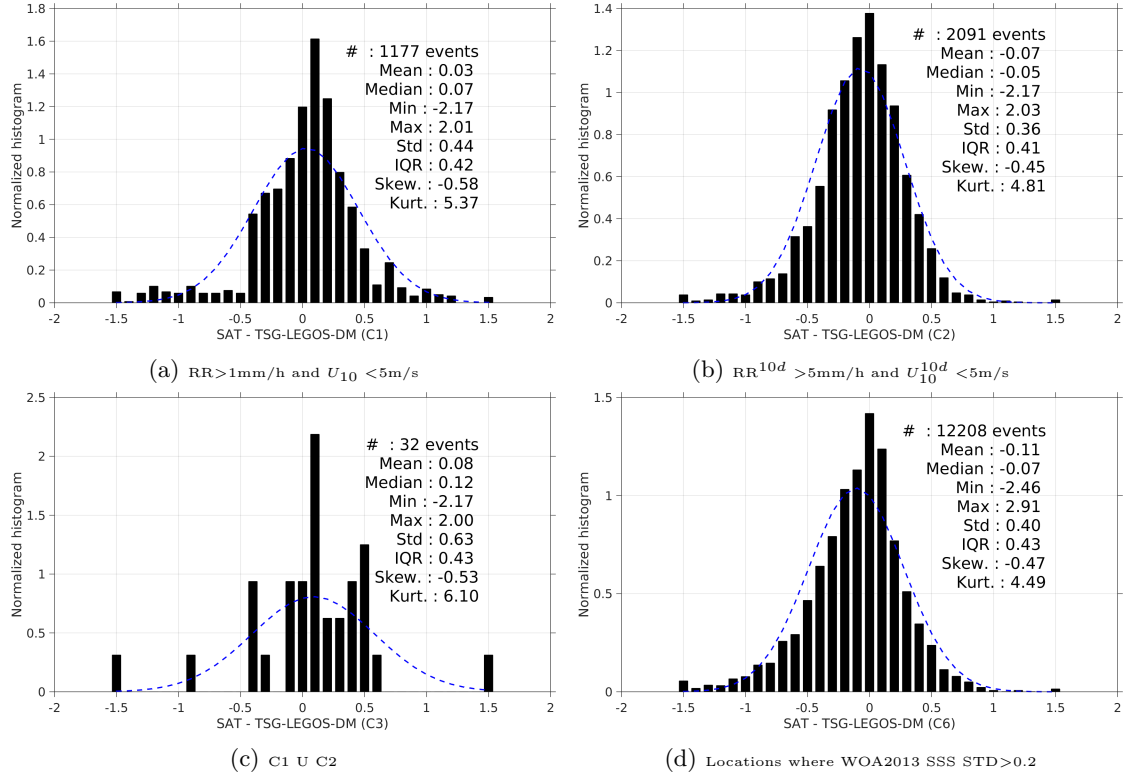 1.8
1.6
1.4
1.2
1
0.8
0.6
0.4
0.2
0
Normalized histogram
# : 1177 events
Mean : 0.03
Median : 0.07
Min : -2.17
Max : 2.01
Std : 0.44
IQR : 0.42
Skew. : -0.58
Kurt. : 5.37
-2 -1.5 -1 -0.5 0 0.5 1 1.5 2
SAT - TSG-LEGOS-DM (C1)
(a) RR>1mm/h and U10 <5m/s
1.4
1.2
1
0.8
0.6
0.4
0.2
0
Normalized histogram
# : 2091 events
Mean : -0.07
Median : -0.05
Min : -2.17
Max : 2.03
Std : 0.36
IQR : 0.41
Skew. : -0.45
Kurt. : 4.81
-2 -1.5 -1 -0.5 0 0.5 1 1.5 2
SAT - TSG-LEGOS-DM (C2)
(b) RR^10d >5mm/h and U10^10d <5m/s
2.5
2
1.5
1
0.5
0
Normalized histogram
# : 32 events
Mean : 0.08
Median : 0.12
Min : -2.17
Max : 2.00
Std : 0.63
IQR : 0.43
Skew. : -0.53
Kurt. : 6.10
-2 -1.5 -1 -0.5 0 0.5 1 1.5 2
SAT - TSG-LEGOS-DM (C3)
(c) C1 U C2
1.5
1
0.5
0
Normalized histogram
# : 12208 events
Mean : -0.11
Median : -0.07
Min : -2.46
Max : 2.91
Std : 0.40
IQR : 0.43
Skew. : -0.47
Kurt. : 4.49
-2 -1.5 -1 -0.5 0 0.5 1 1.5 2
SAT - TSG-LEGOS-DM (C6)
(d) Locations where WOA2013 SSS STD>0.2